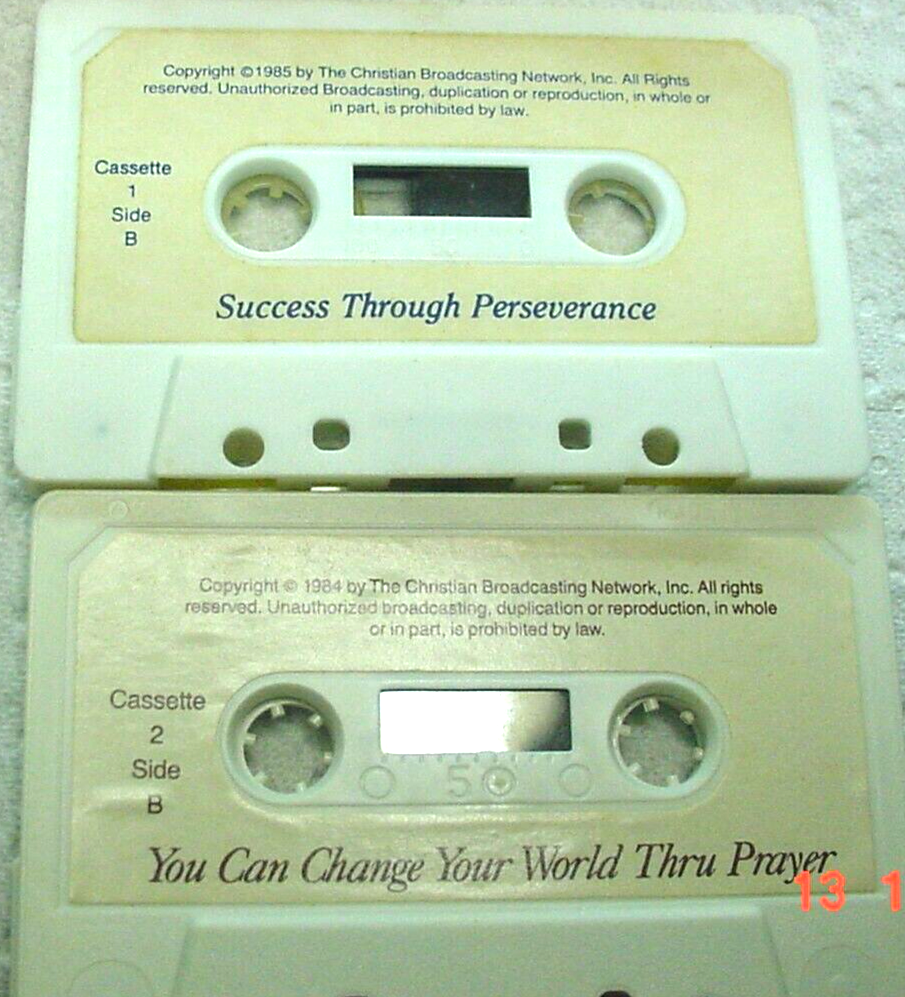 Copyright ©1985 by The Christian Broadcasting Network, Inc. All Rights
reserved. Unauthorized Broadcasting, duplication or reproduction, in whole or
in part, is prohibited by law.
Cassette
1
Side
B
Success Through Perseverance
Copyright © 1984 by The Christian Broadcasting Network, Inc. All rights
reserved. Unauthorized broadcasting, duplication or reproduction, in whole
or in part, is prohibited by law.
Cassette
2
Side
B
5
You Can Change Your World Thru Prayer
13 1